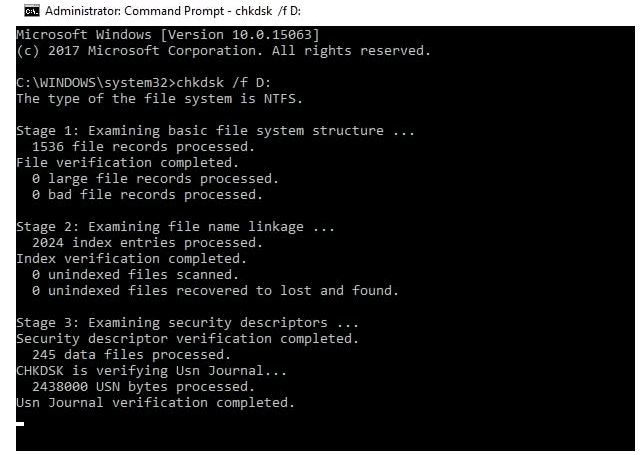 Administrator: Command Prompt - chkdsk /f D:
Microsoft Windows [Version 10.0.15063]
(c) 2017 Microsoft Corporation. All rights reserved.
C:\WINDOWS\system32>chkdsk /f D:
The type of the file system is NTFS.
Stage 1: Examining basic file system structure ...
1536 file records processed.
File verification completed.
0 large file records processed.
0 bad file records processed.
Stage 2: Examining file name linkage ...
2024 index entries processed.
Index verification completed.
0 unindexed files scanned.
0 unindexed files recovered to lost and found.
Stage 3: Examining security descriptors ...
Security descriptor verification completed.
245 data files processed.
CHKDSK is verifying Usn Journal...
2438000 USN bytes processed.
Usn Journal verification completed.